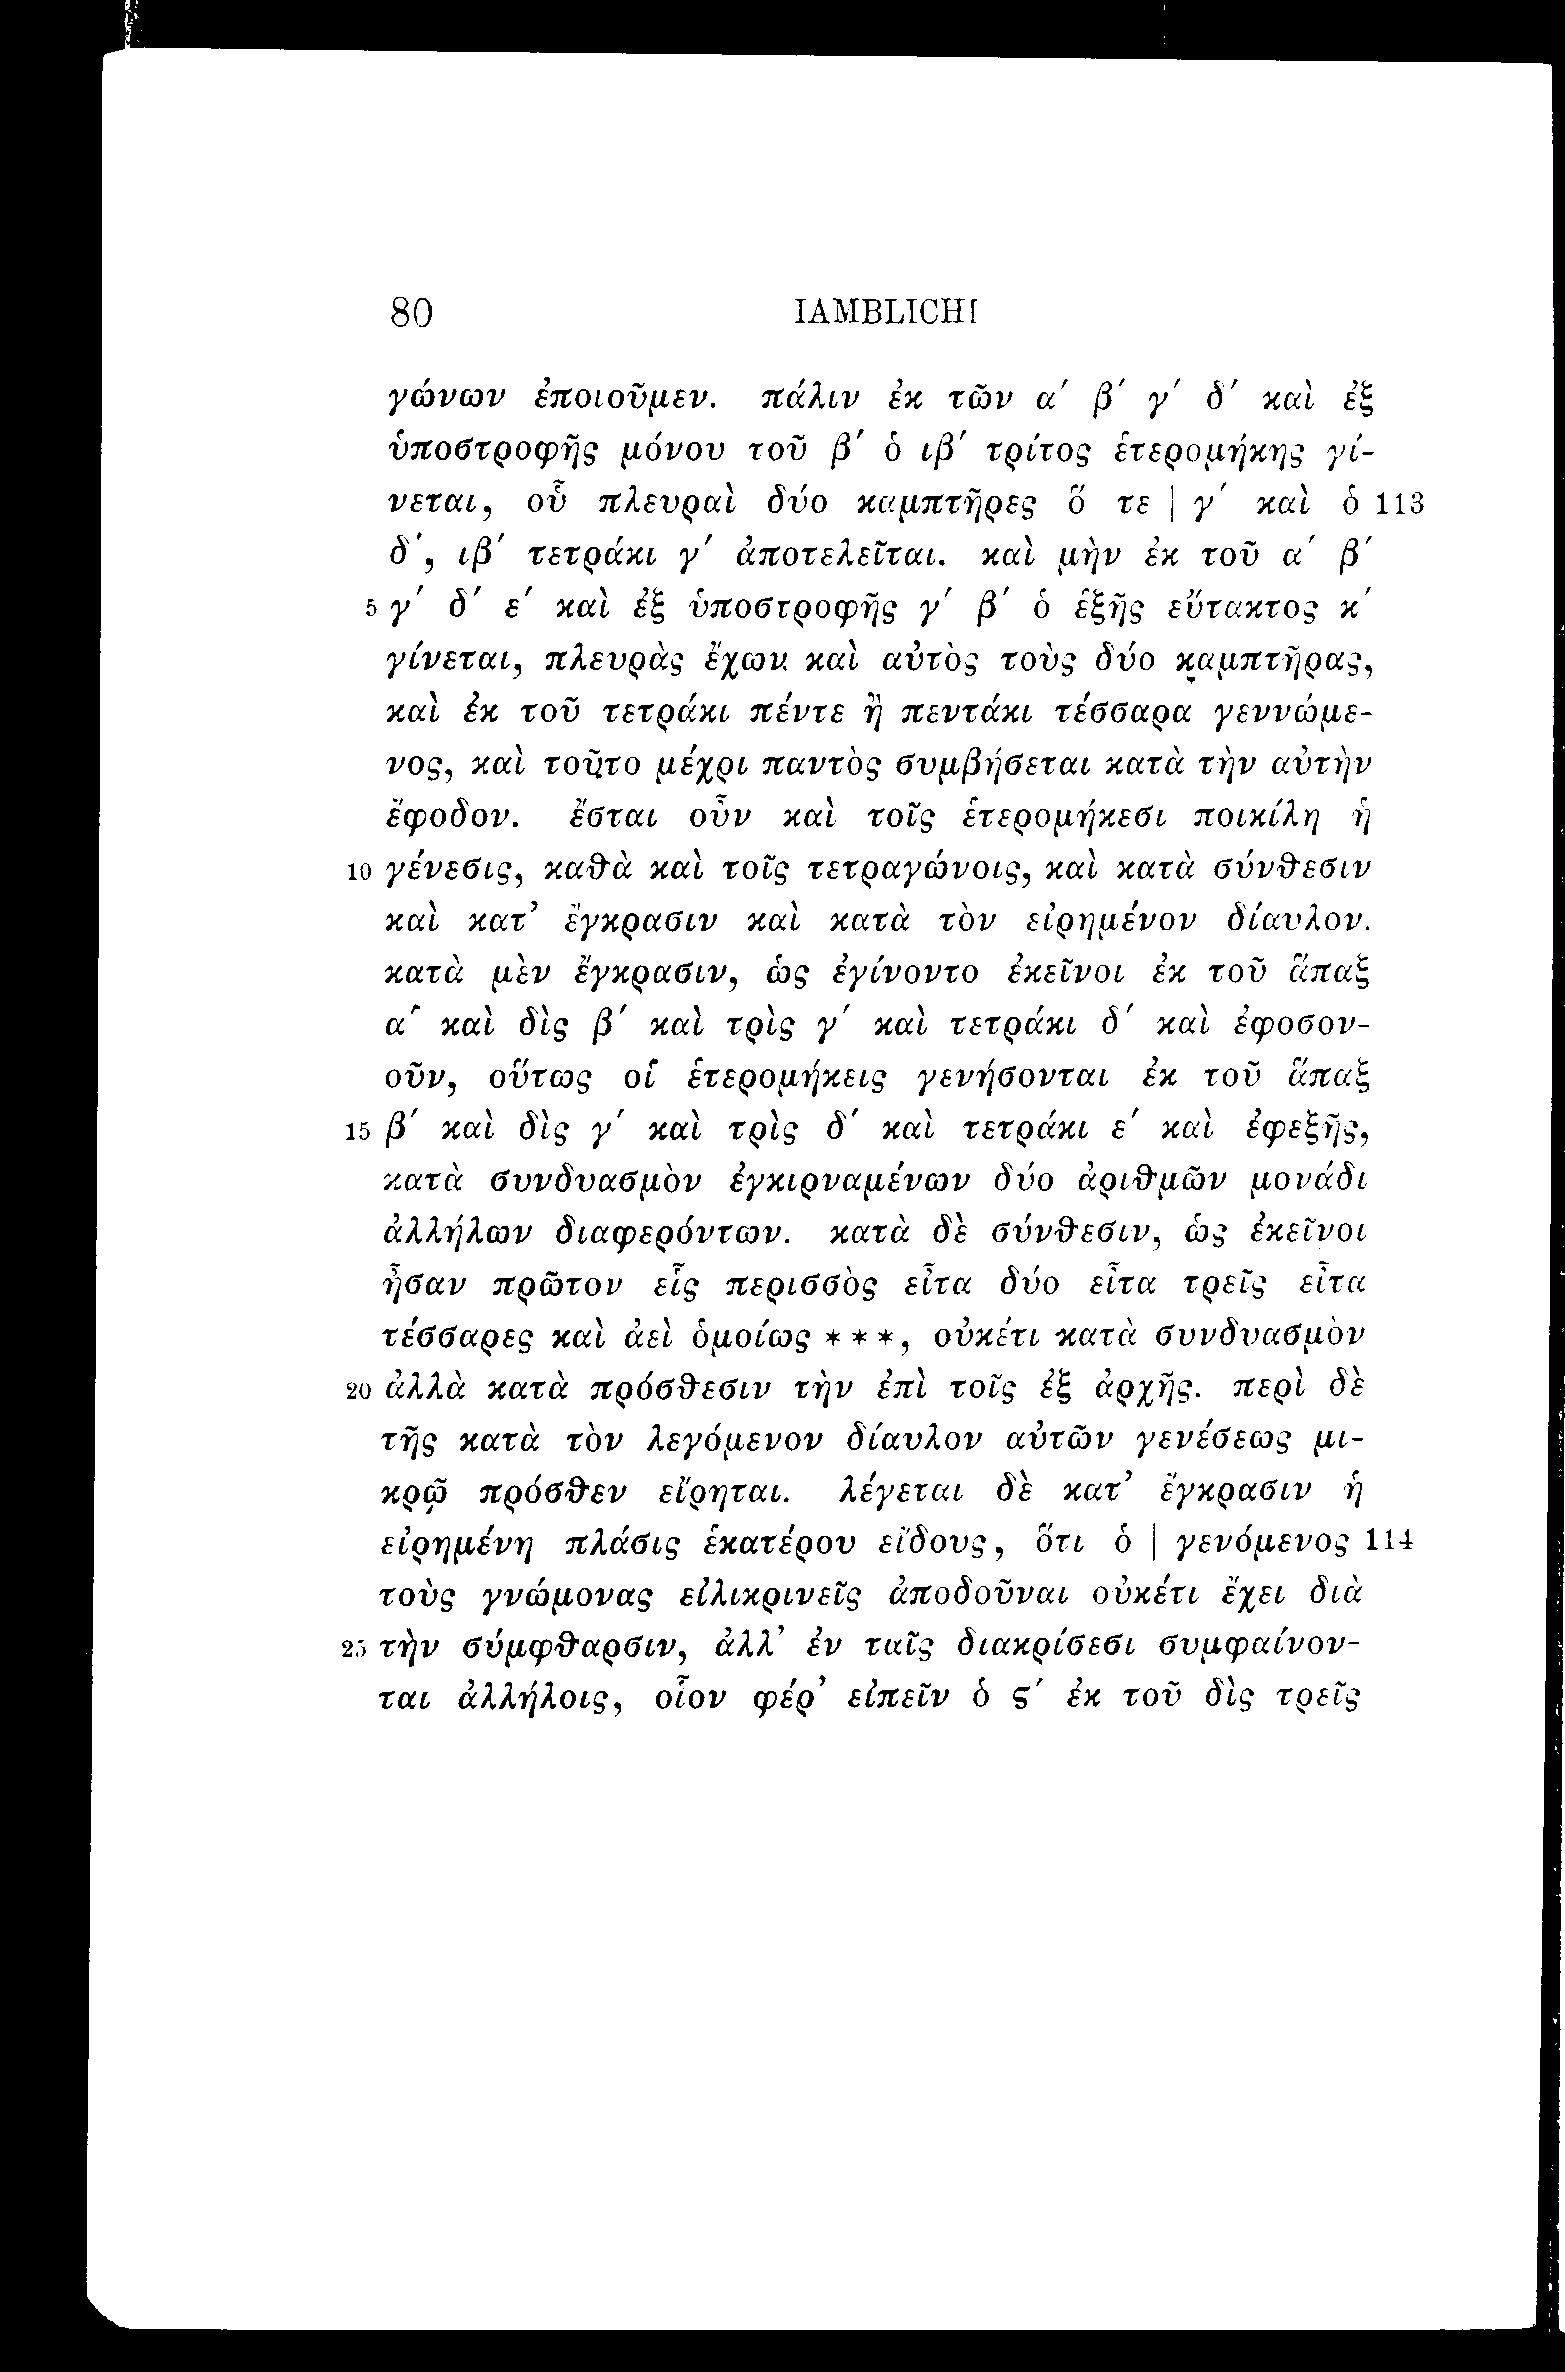 80 IAMBLICHI
γώνων ἐποιοῦμεν. πάλιν ἐκ τῶν α′ β′ γ′ δ′ καὶ ἐξ
ὑποστροφῆς μόνου τοῦ β′ ὁ ιβ′ τρίτος ἑτερομήκης γί-
νεται, οὗ πλευραὶ δύο καμπτῆρες ὅ τε | γ′ καὶ ὁ 113
δ′, ιβ′ τετράκι γ′ ἀποτελεῖται. καὶ μὴν ἐκ τοῦ α′ β′
5 γ′ δ′ ε′ καὶ ἐξ ὑποστροφῆς γ′ β′ ὁ ἑξῆς εὔτακτος κ′
γίνεται, πλευρὰς ἔχων καὶ αὐτὸς τοὺς δύο καμπτῆρας,
καὶ ἐκ τοῦ τετράκι πέντε ἢ πεντάκι τέσσαρα γεννώμε-
νος, καὶ τοῦτο μέχρι παντὸς συμβήσεται κατὰ τὴν αὐτὴν
ἔφοδον. ἔσται οὖν καὶ τοῖς ἑτερομήκεσι ποικίλη ἡ
10 γένεσις, καθὰ καὶ τοῖς τετραγώνοις, καὶ κατὰ σύνθεσιν
καὶ κατ’ ἔγκρασιν καὶ κατὰ τὸν εἰρημένον δίαυλον.
κατὰ μὲν ἔγκρασιν, ὡς ἐγίνοντο ἐκεῖνοι ἐκ τοῦ ἅπαξ
α′ καὶ δὶς β′ καὶ τρὶς γ′ καὶ τετράκι δ′ καὶ ἐφοσον-
οῦν, οὕτως οἱ ἑτερομήκεις γενήσονται ἐκ τοῦ ἅπαξ
15 β′ καὶ δὶς γ′ καὶ τρὶς δ′ καὶ τετράκι ε′ καὶ ἐφεξῆς,
κατὰ συνδυασμὸν ἐγκιρναμένων δύο ἀριθμῶν μονάδι
ἀλλήλων διαφερόντων. κατὰ δὲ σύνθεσιν, ὡς ἐκεῖνοι
ἦσαν πρῶτον εἷς περισσὸς εἶτα δύο εἶτα τρεῖς εἶτα
τέσσαρες καὶ ἀεὶ ὁμοίως ***, οὐκέτι κατὰ συνδυασμὸν
20 ἀλλὰ κατὰ πρόσθεσιν τὴν ἐπὶ τοῖς ἐξ ἀρχῆς. περὶ δὲ
τῆς κατὰ τὸν λεγόμενον δίαυλον αὐτῶν γενέσεως μι-
κρῷ πρόσθεν εἴρηται. λέγεται δὲ κατ’ ἔγκρασιν ἡ
εἰρημένη πλάσις ἑκατέρου εἴδους, ὅτι ὁ | γενόμενος 114
τοὺς γνώμονας εἰλικρινεῖς ἀποδοῦναι οὐκέτι ἔχει διὰ
25 τὴν σύμφθαρσιν, ἀλλ’ ἐν ταῖς διακρίσεσι συμφαίνον-
ται ἀλλήλοις, οἷον φέρ’ εἰπεῖν ὁ ϛ′ ἐκ τοῦ δὶς τρεῖς